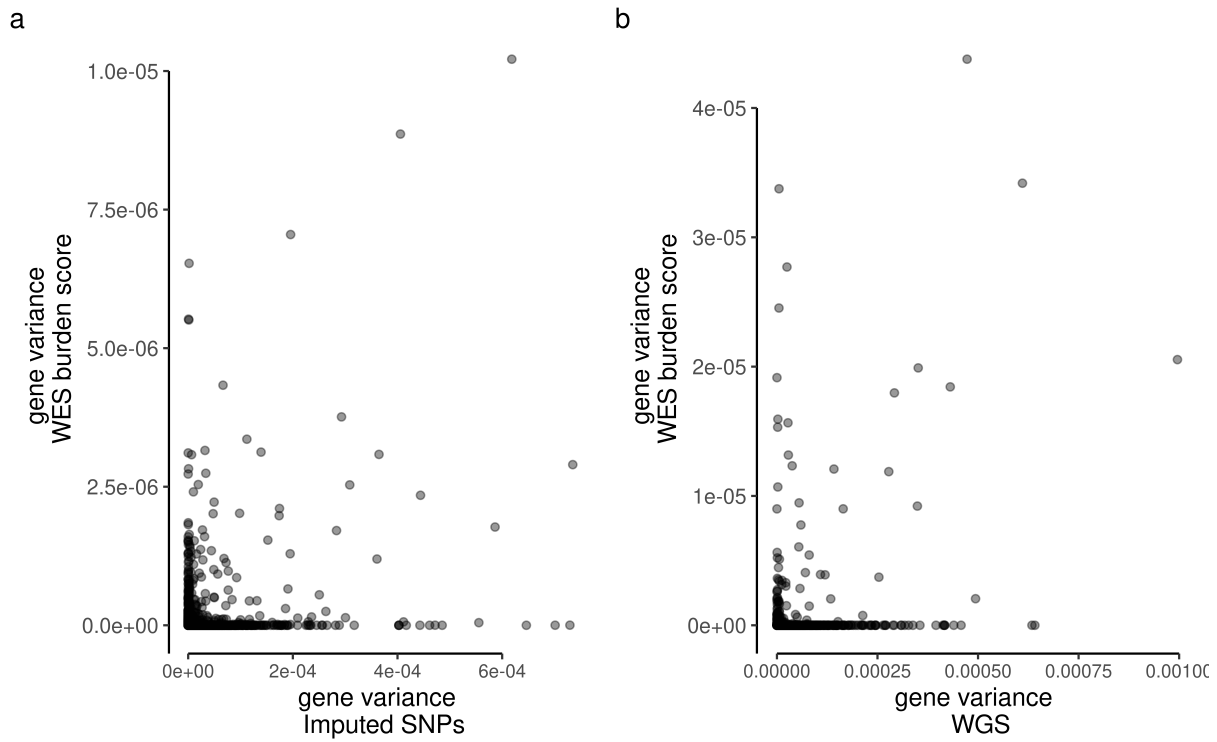 a
1.0e-05
7.5e-06
5.0e-06
2.5e-06
0.0e+00
gene variance
WES burden score
0e+00 2e-04 4e-04 6e-04
gene variance
Imputed SNPs
b
4e-05
3e-05
2e-05
1e-05
0e+00
gene variance
WES burden score
0.00000 0.00025 0.00050 0.00075 0.00100
gene variance
WGS